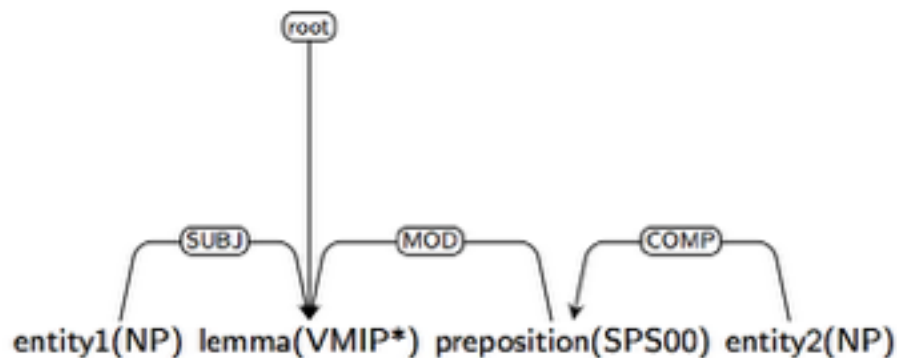 root
SUBJ MOD COMP
entity1(NP) lemma(VMIP*) preposition(SPS00) entity2(NP)